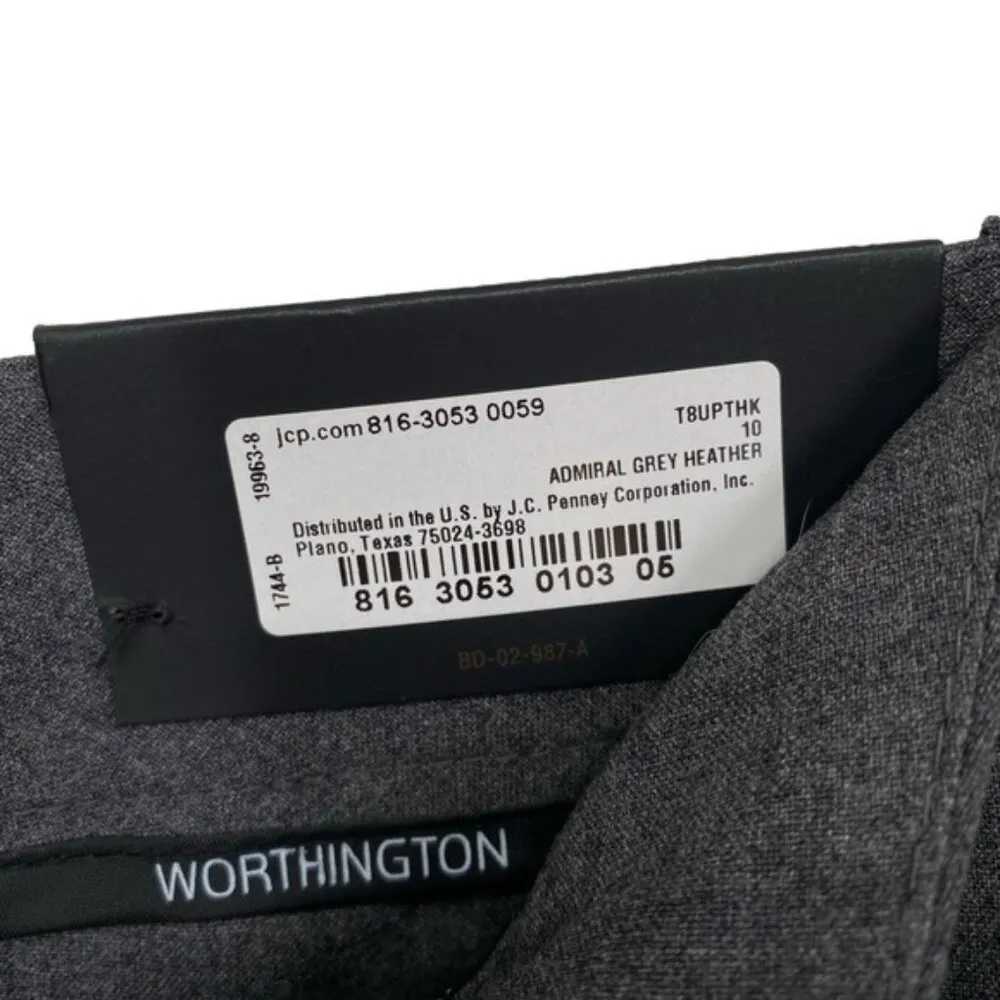 jcp.com 816-3053 0059
T8UPTHK
10
ADMIRAL GREY HEATHER
Distributed in the U.S. by J.C. Penney Corporation, Inc.
Plano, Texas 75024-3698
816 3053 0103 05
19963-8
1744-B
BD-02-987-A
WORTHINGTON